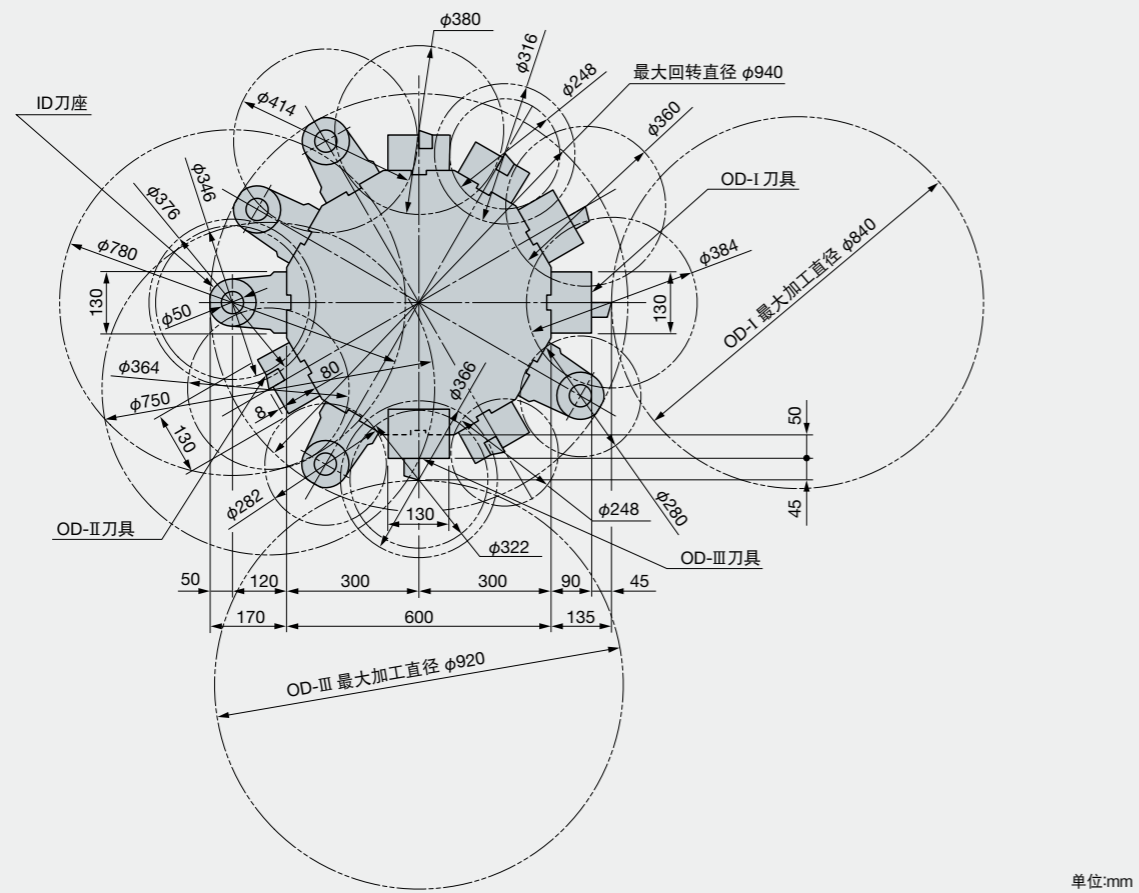 φ380
φ316
φ248
最大回转直径 φ940
φ360
ID刀座
φ414
OD-Ⅰ 刀具
φ346
φ376
φ780
φ384
OD-Ⅰ 最大加工直径 φ840
130
130
φ50
φ364
80
φ366
φ750
8
130
50
45
φ282
φ248
φ280
130
OD-Ⅱ刀具
φ322
OD-Ⅲ刀具
50
120
300
300
90
45
170
600
135
OD-Ⅲ 最大加工直径 φ920
单位:mm